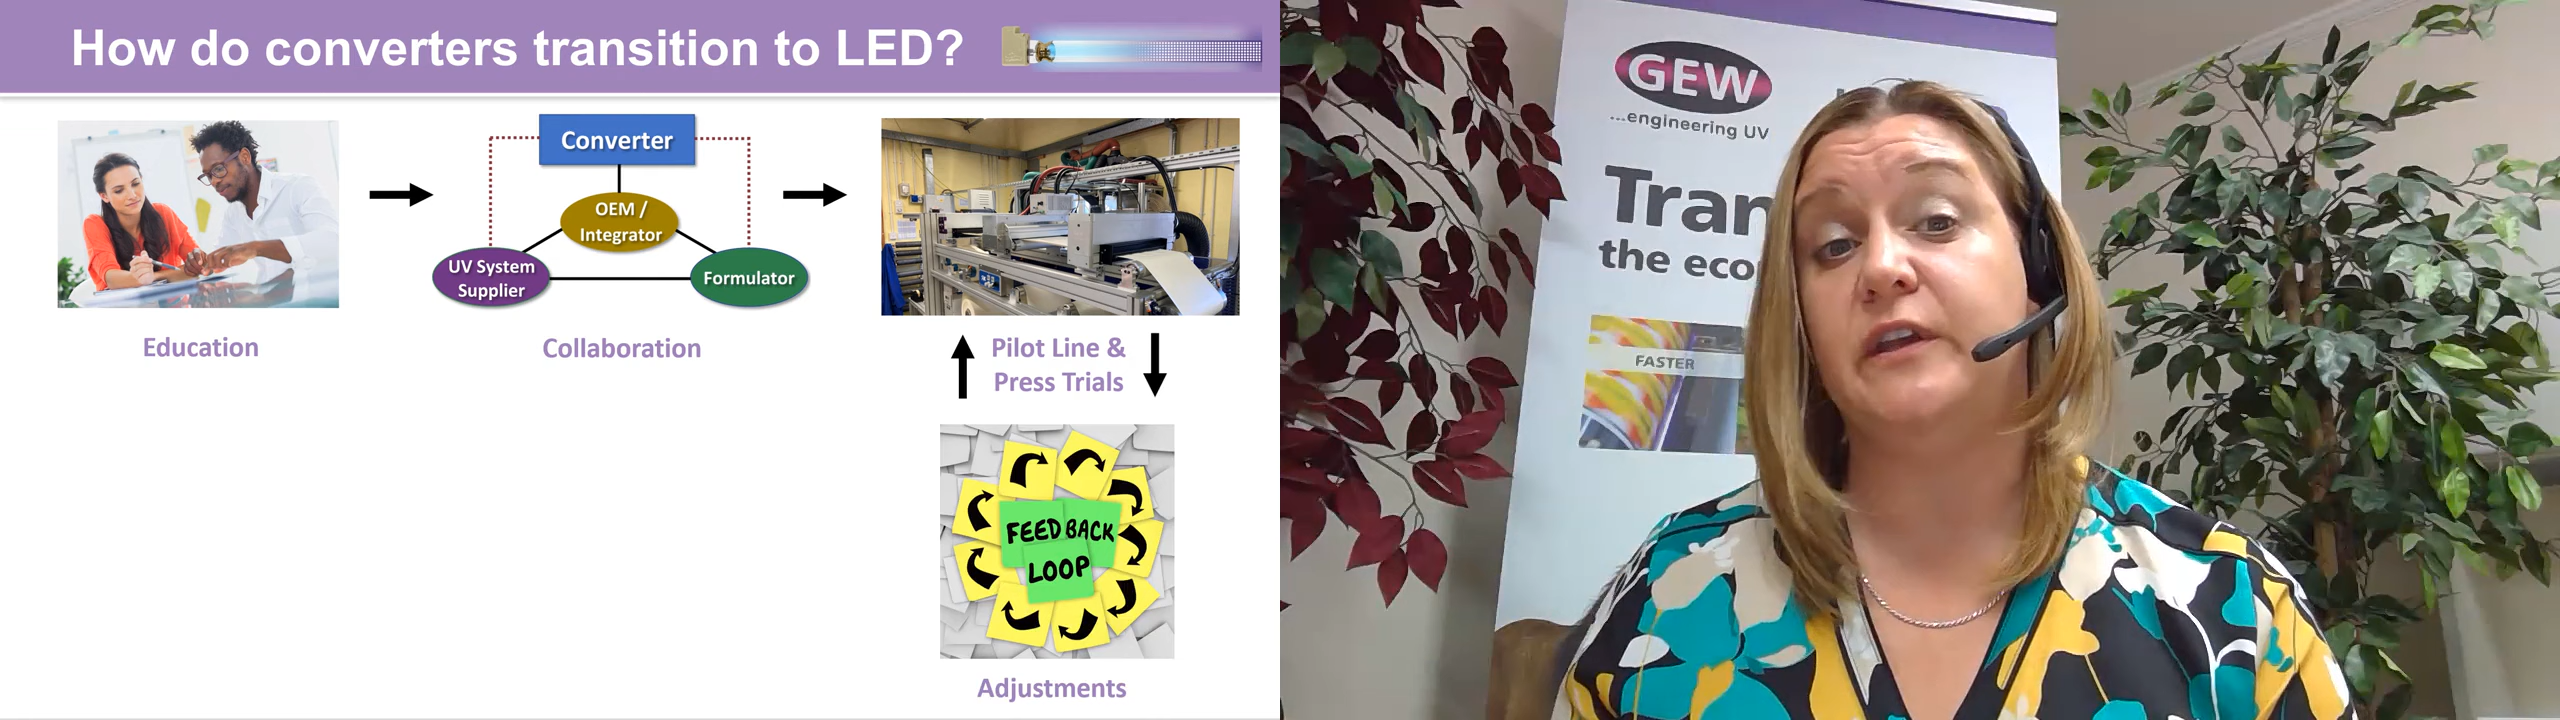 How do converters transition to LED?
Converter
OEM /
Integrator
UV System
Supplier
Formulator
Education
Collaboration
Pilot Line &
Press Trials
FEED BACK
LOOP
Adjustments
GEW
...engineering UV
Tran
the eco
FASTER